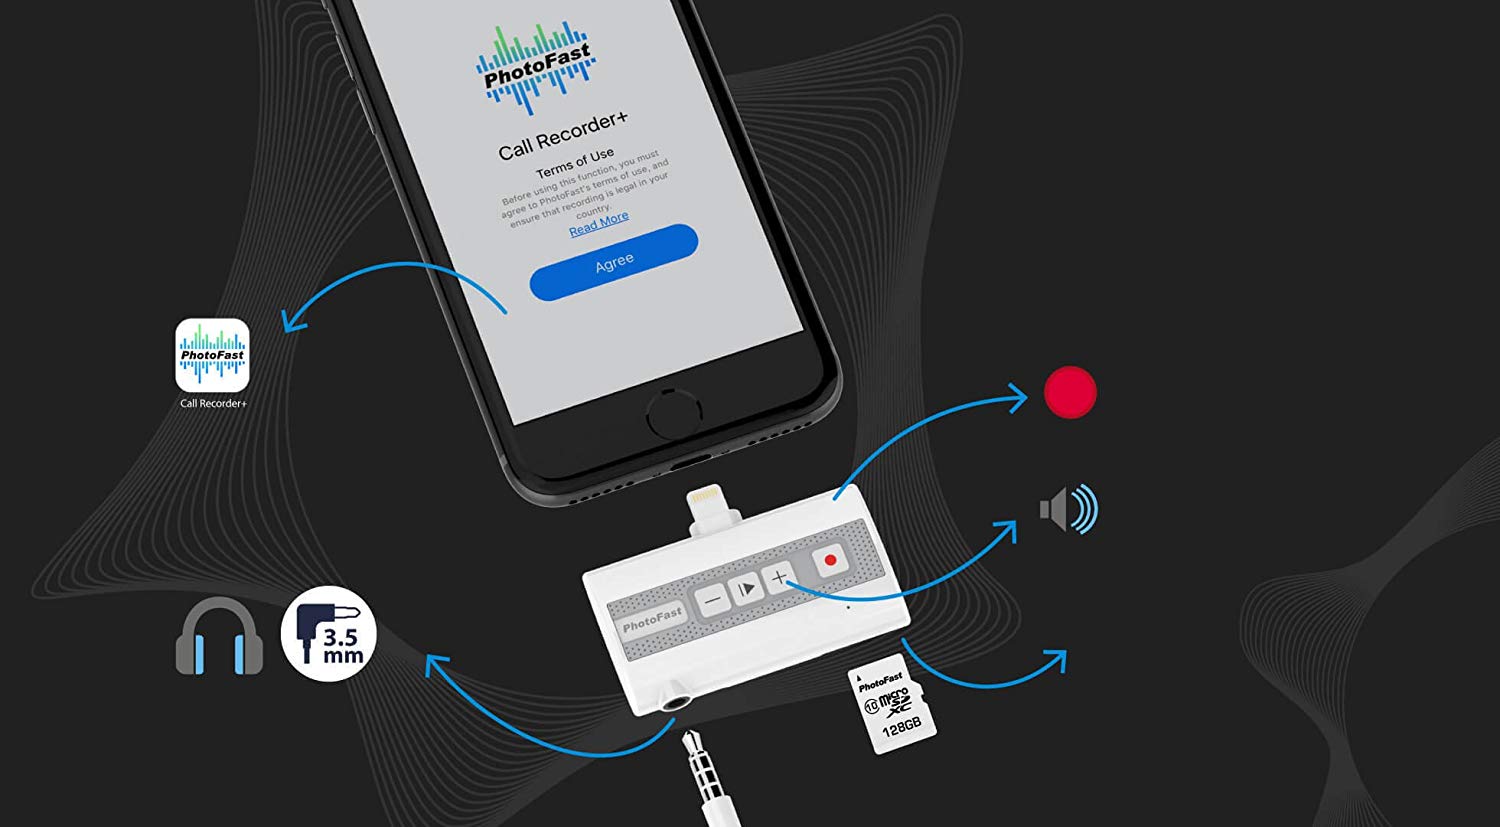 PhotoFast
Call Recorder+
Terms of Use
Before using this function, you must
agree to PhotoFast's terms of use, and
ensure that recording is legal in your
country.
Read More
Agree
PhotoFast
Call Recorder+
3.5
mm
PhotoFast
PhotoFast
10 micro
SD
XC
128GB